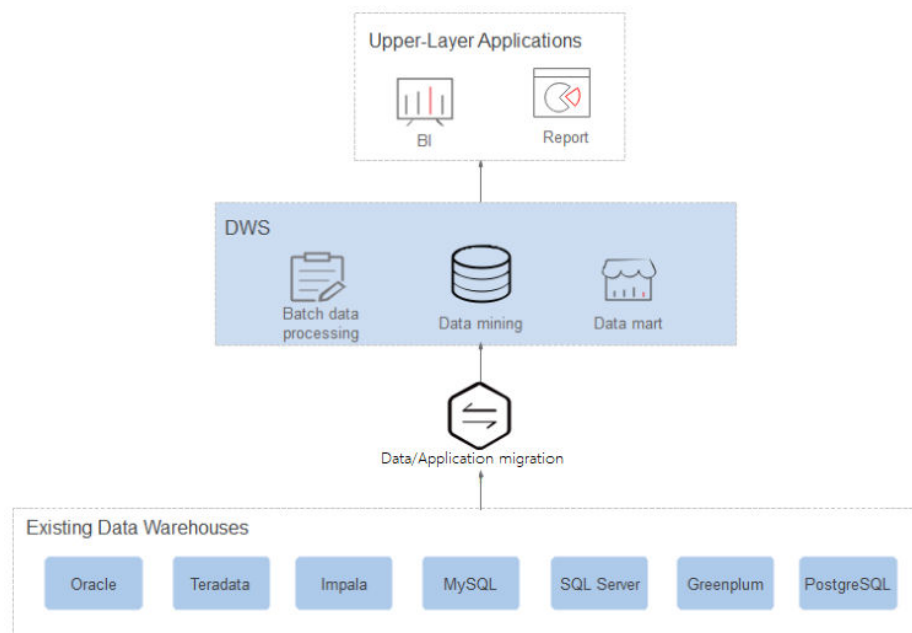 Upper-Layer Applications
BI
Report
DWS
Batch data
processing
Data mining
Data mart
Data/Application migration
Existing Data Warehouses
Oracle
Teradata
Impala
MySQL
SQL Server
Greenplum
PostgreSQL